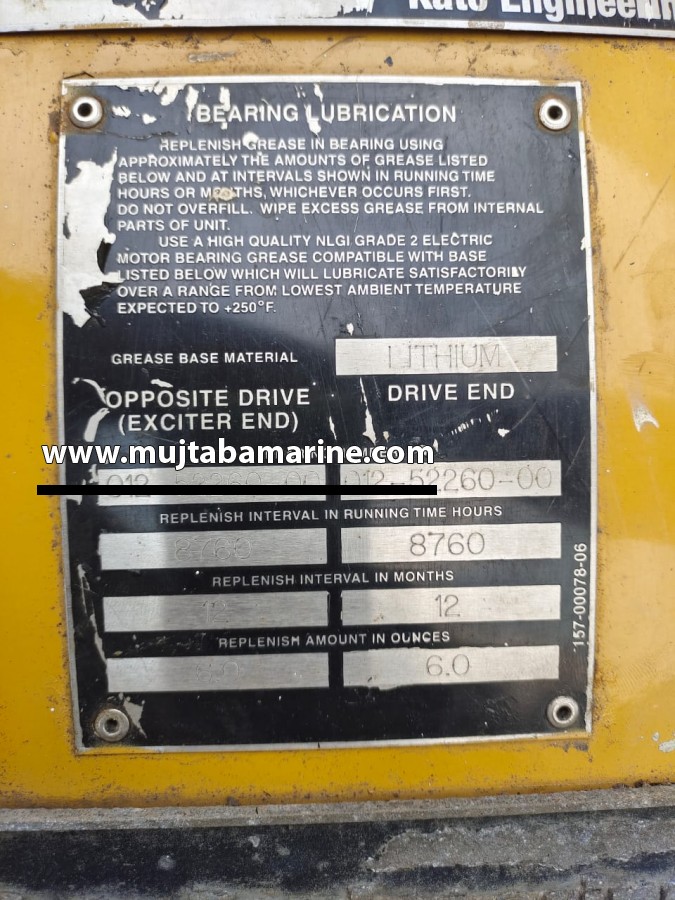 Kato Engineering
BEARING LUBRICATION
REPLENISH GREASE IN BEARING USING
APPROXIMATELY THE AMOUNTS OF GREASE LISTED
BELOW AND AT INTERVALS SHOWN IN RUNNING TIME
HOURS OR MONTHS, WHICHEVER OCCURS FIRST.
DO NOT OVERFILL. WIPE EXCESS GREASE FROM INTERNAL
PARTS OF UNIT.
USE A HIGH QUALITY NLGI GRADE 2 ELECTRIC
MOTOR BEARING GREASE COMPATIBLE WITH BASE
LISTED BELOW WHICH WILL LUBRICATE SATISFACTORILY
OVER A RANGE FROM LOWEST AMBIENT TEMPERATURE
EXPECTED TO +250°F.
GREASE BASE MATERIAL LITHIUM
OPPOSITE DRIVE DRIVE END
(EXCITER END)
www.mujtabamarine.com
012-52260-00 012-52260-00
REPLENISH INTERVAL IN RUNNING TIME HOURS
8760 8760
REPLENISH INTERVAL IN MONTHS
12 12
REPLENISH AMOUNT IN OUNCES
6.0
157-00078-06